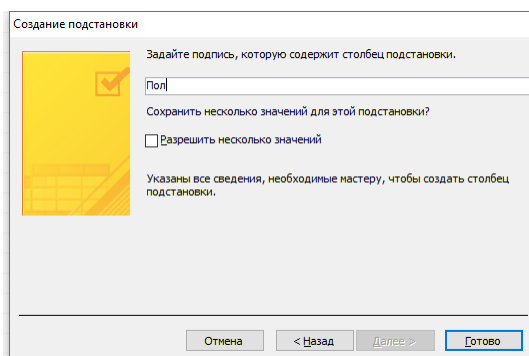 Создание подстановки
Задайте подпись, которую содержит столбец подстановки.
Пол
Сохранить несколько значений для этой подстановки?
Разрешить несколько значений
Указаны все сведения, необходимые мастеру, чтобы создать столбец
подстановки.
Отмена
< Назад
Далее >
Готово